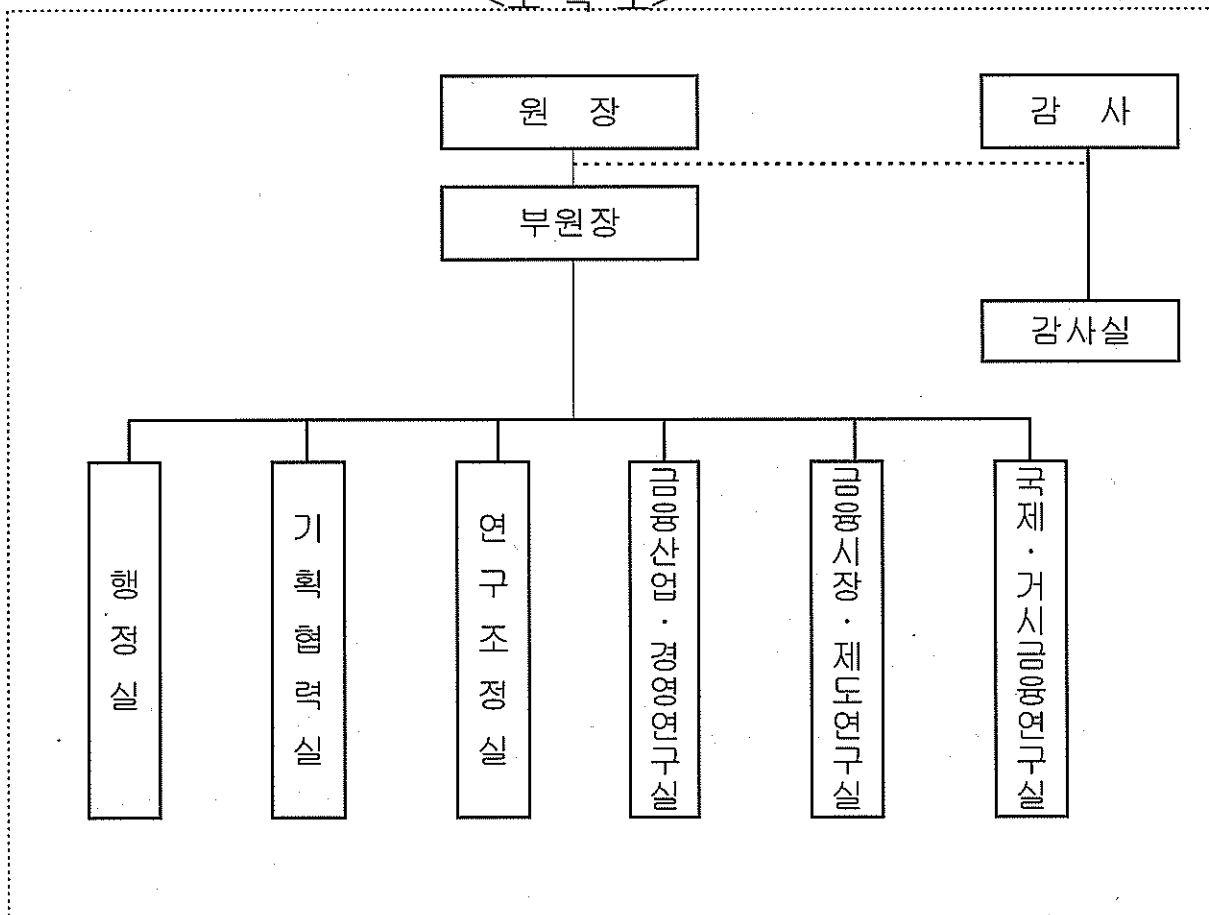 원 장
감 사
부원장
감사실
행정실
기획협력실
연구조정실
금융산업·경영연구실
금융시장·제도연구실
국제·거시금융연구실